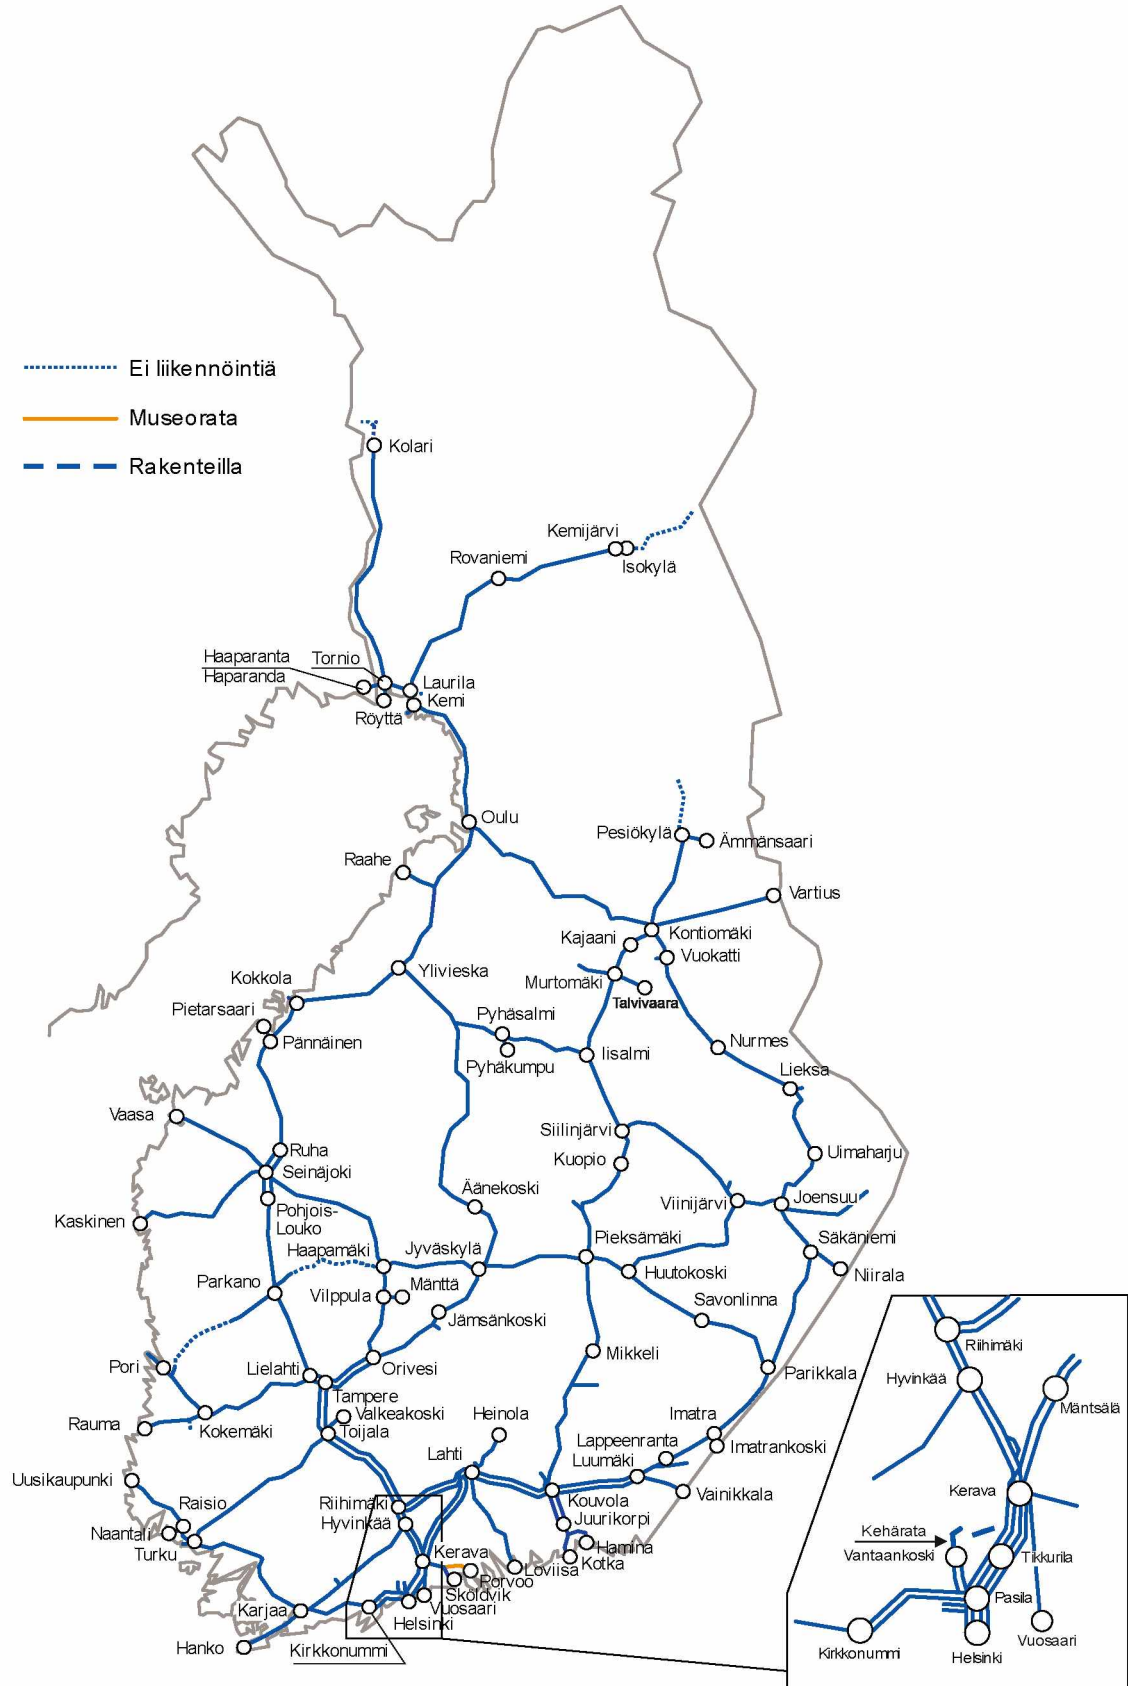 Ei liikennöintiä
Museorata
Rakenteilla
Kolari
Kemijärvi
Rovaniemi
Isokylä
Haaparanta
Haparanda
Tornio
Laurila
Kemi
Röyttä
Oulu
Pesiökylä
Ämmänsaari
Raahe
Vartius
Kontiomäki
Kajaani
Vuokatti
Ylivieska
Murtomäki
Talvivaara
Kokkola
Pietarsaari
Pännäinen
Pyhäsalmi
Pyhäkumpu
Iisalmi
Nurmes
Lieksa
Vaasa
Siilinjärvi
Ruha
Seinäjoki
Kuopio
Uimaharju
Äänekoski
Viinijärvi
Joensuu
Pohjois-
Louko
Kaskinen
Haapamäki
Jyväskylä
Pieksämäki
Säkäniemi
Huutokoski
Niirala
Parkano
Vilppula
Mänttä
Jämsänkoski
Savonlinna
Pori
Lielahti
Orivesi
Mikkeli
Parikkala
Tampere
Valkeakoski
Toijala
Rauma
Kokemäki
Heinola
Imatra
Imatrankoski
Lahti
Lappeenranta
Luumäki
Vainikkala
Uusikaupunki
Raisio
Naantali
Turku
Riihimäki
Hyvinkää
Kouvola
Juurikorpi
Hamina
Kotka
Kerava
Porvoo
Sköldvik
Loviisa
Vuosaari
Helsinki
Karjaa
Hanko
Kirkkonummi
Riihimäki
Hyvinkää
Mäntsälä
Kerava
Kehärata
Vantaankoski
Tikkurila
Pasila
Kirkkonummi
Helsinki
Vuosaari